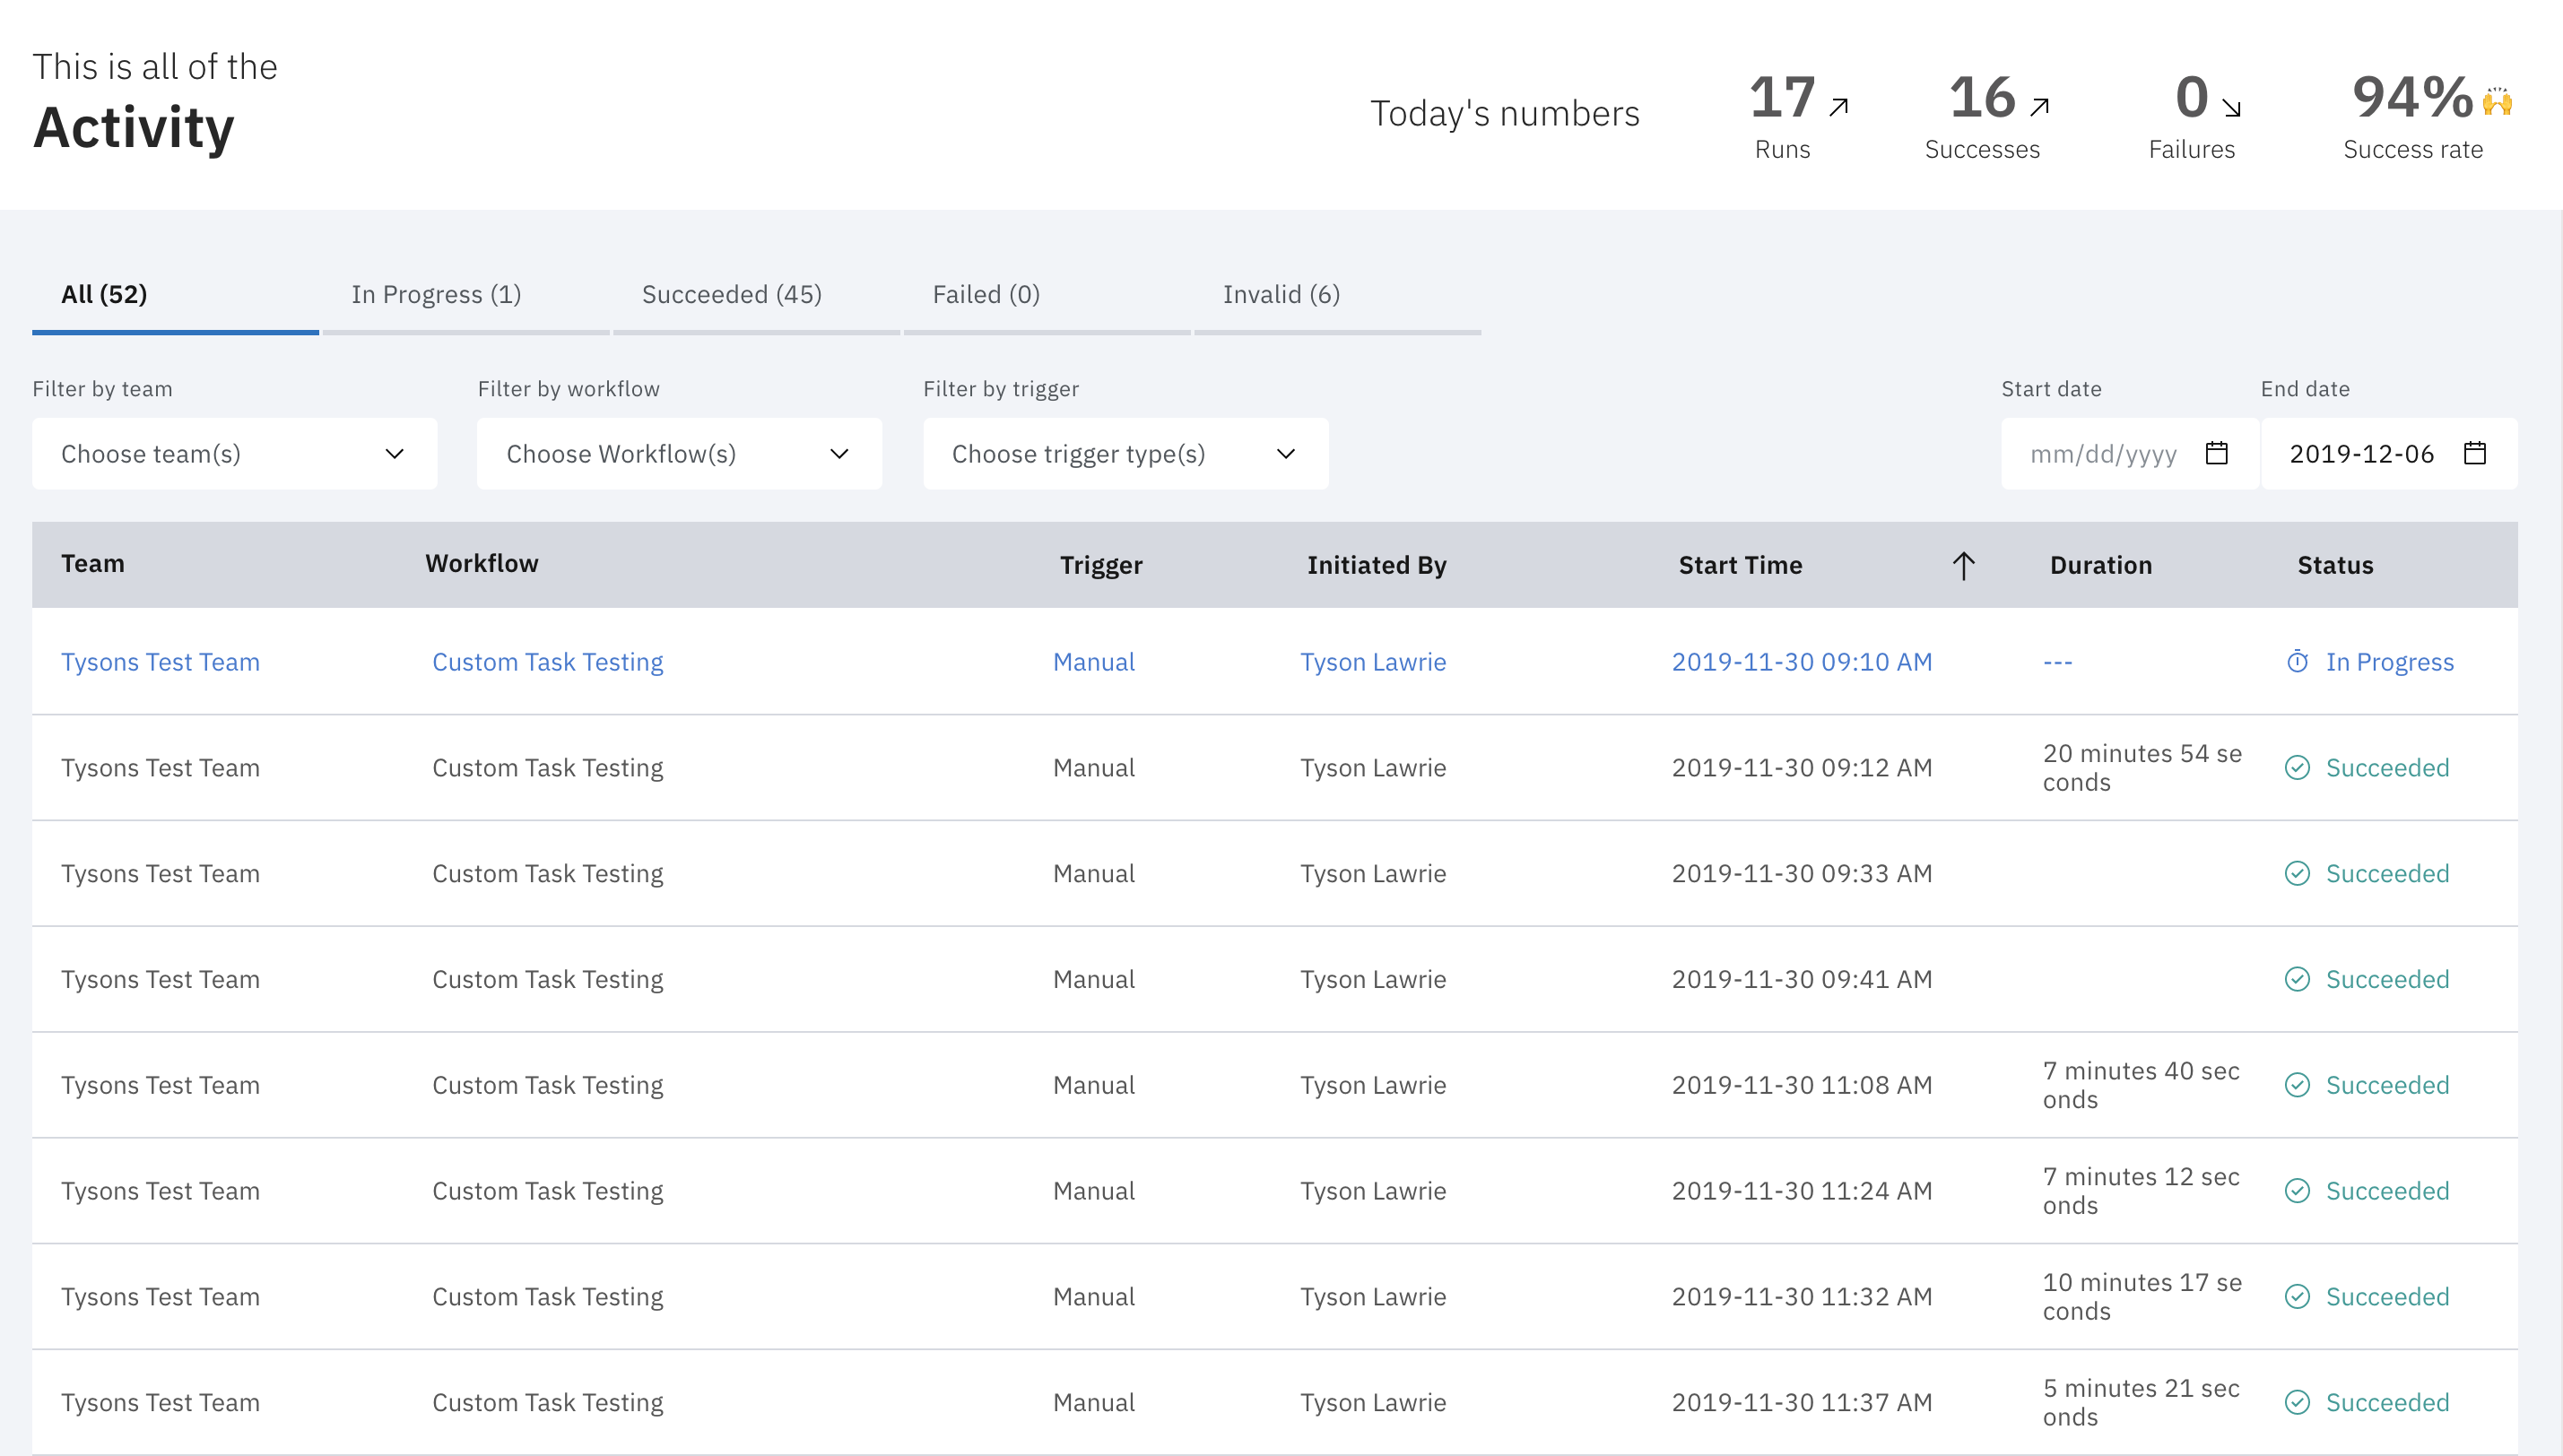 This is all of the
Activity
Today's numbers
17
Runs
16
Successes
0
Failures
94%🙌
Success rate
All (52)
In Progress (1)
Succeeded (45)
Failed (0)
Invalid (6)
Filter by team
Filter by workflow
Filter by trigger
Start date
End date
Choose team(s)
Choose Workflow(s)
Choose trigger type(s)
mm/dd/yyyy
2019-12-06
Team Workflow Trigger Initiated By Start Time Duration Status
Tysons Test Team Custom Task Testing Manual Tyson Lawrie 2019-11-30 09:10 AM --- In Progress
Tysons Test Team Custom Task Testing Manual Tyson Lawrie 2019-11-30 09:12 AM 20 minutes 54 se
conds Succeeded
Tysons Test Team Custom Task Testing Manual Tyson Lawrie 2019-11-30 09:33 AM Succeeded
Tysons Test Team Custom Task Testing Manual Tyson Lawrie 2019-11-30 09:41 AM Succeeded
Tysons Test Team Custom Task Testing Manual Tyson Lawrie 2019-11-30 11:08 AM 7 minutes 40 sec
onds Succeeded
Tysons Test Team Custom Task Testing Manual Tyson Lawrie 2019-11-30 11:24 AM 7 minutes 12 sec
onds Succeeded
Tysons Test Team Custom Task Testing Manual Tyson Lawrie 2019-11-30 11:32 AM 10 minutes 17 se
conds Succeeded
Tysons Test Team Custom Task Testing Manual Tyson Lawrie 2019-11-30 11:37 AM 5 minutes 21 sec
onds Succeeded